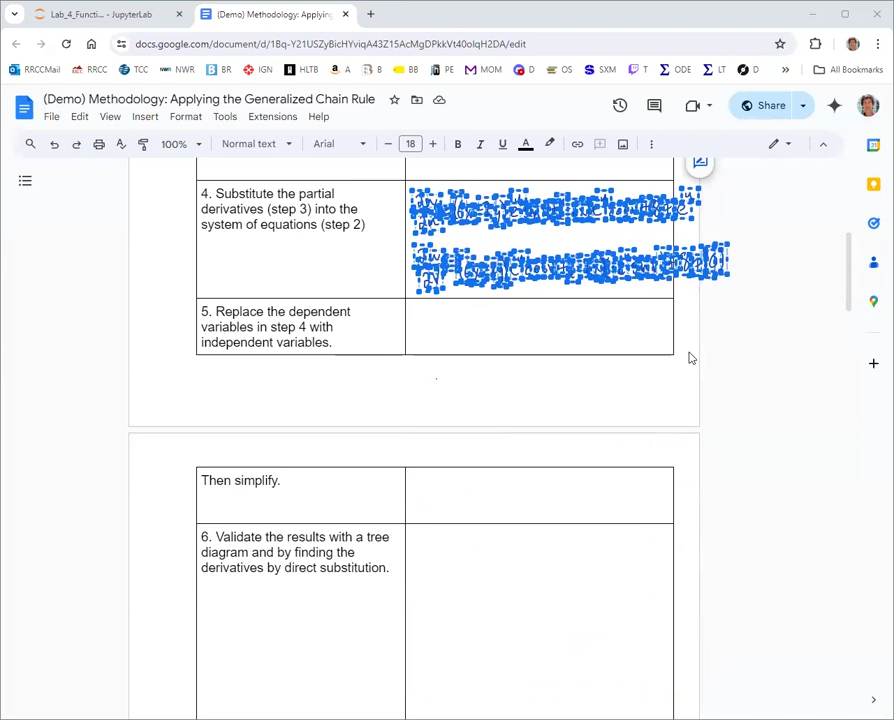 Lab_4_Functi... - JupyterLab
(Demo) Methodology: Applying
docs.google.com/document/d/1Bq-Y21USZyBicHYviqA43Z15AcMgDPkkVt40olqH2DA/edit
RRCCMail RRCC TCC NWR BR IGN HLTB A B BB PE MOM D OS SXM T ODE LT D All Bookmarks
(Demo) Methodology: Applying the Generalized Chain Rule
File Edit View Insert Format Tools Extensions Help
Share
100% Normal text Arial 18 B I U A
4. Substitute the partial
derivatives (step 3) into the
system of equations (step 2)
5. Replace the dependent
variables in step 4 with
independent variables.
Then simplify.
6. Validate the results with a tree
diagram and by finding the
derivatives by direct substitution.